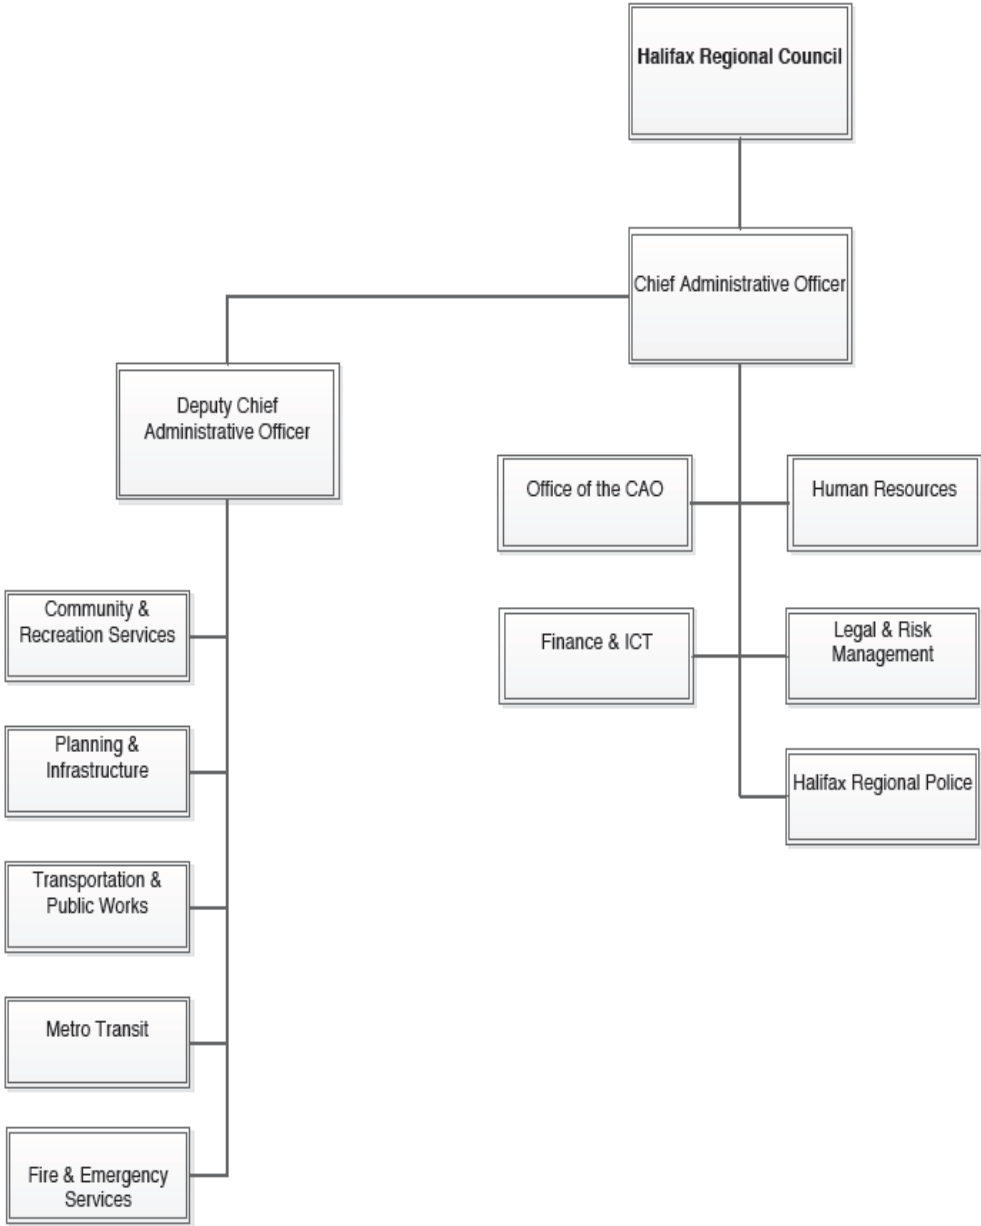 Halifax Regional Council
Chief Administrative Officer
Deputy Chief
Administrative Officer
Office of the CAO
Human Resources
Finance & ICT
Legal & Risk
Management
Halifax Regional Police
Community &
Recreation Services
Planning &
Infrastructure
Transportation &
Public Works
Metro Transit
Fire & Emergency
Services